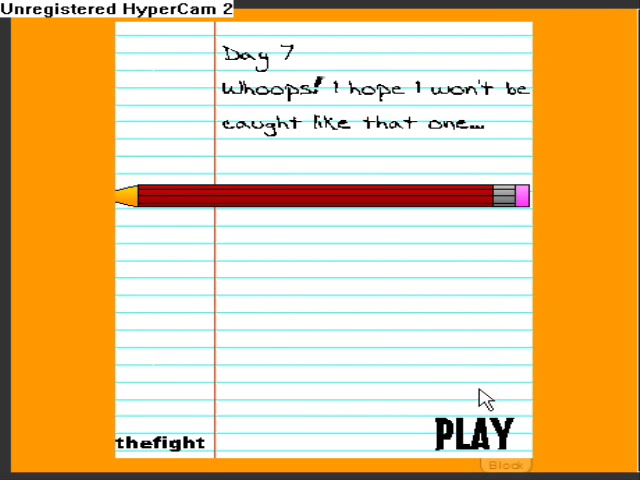 Unregistered HyperCam 2
Day 7
Whoops! I hope I won't be
caught like that one...
thefight
PLAY
Block